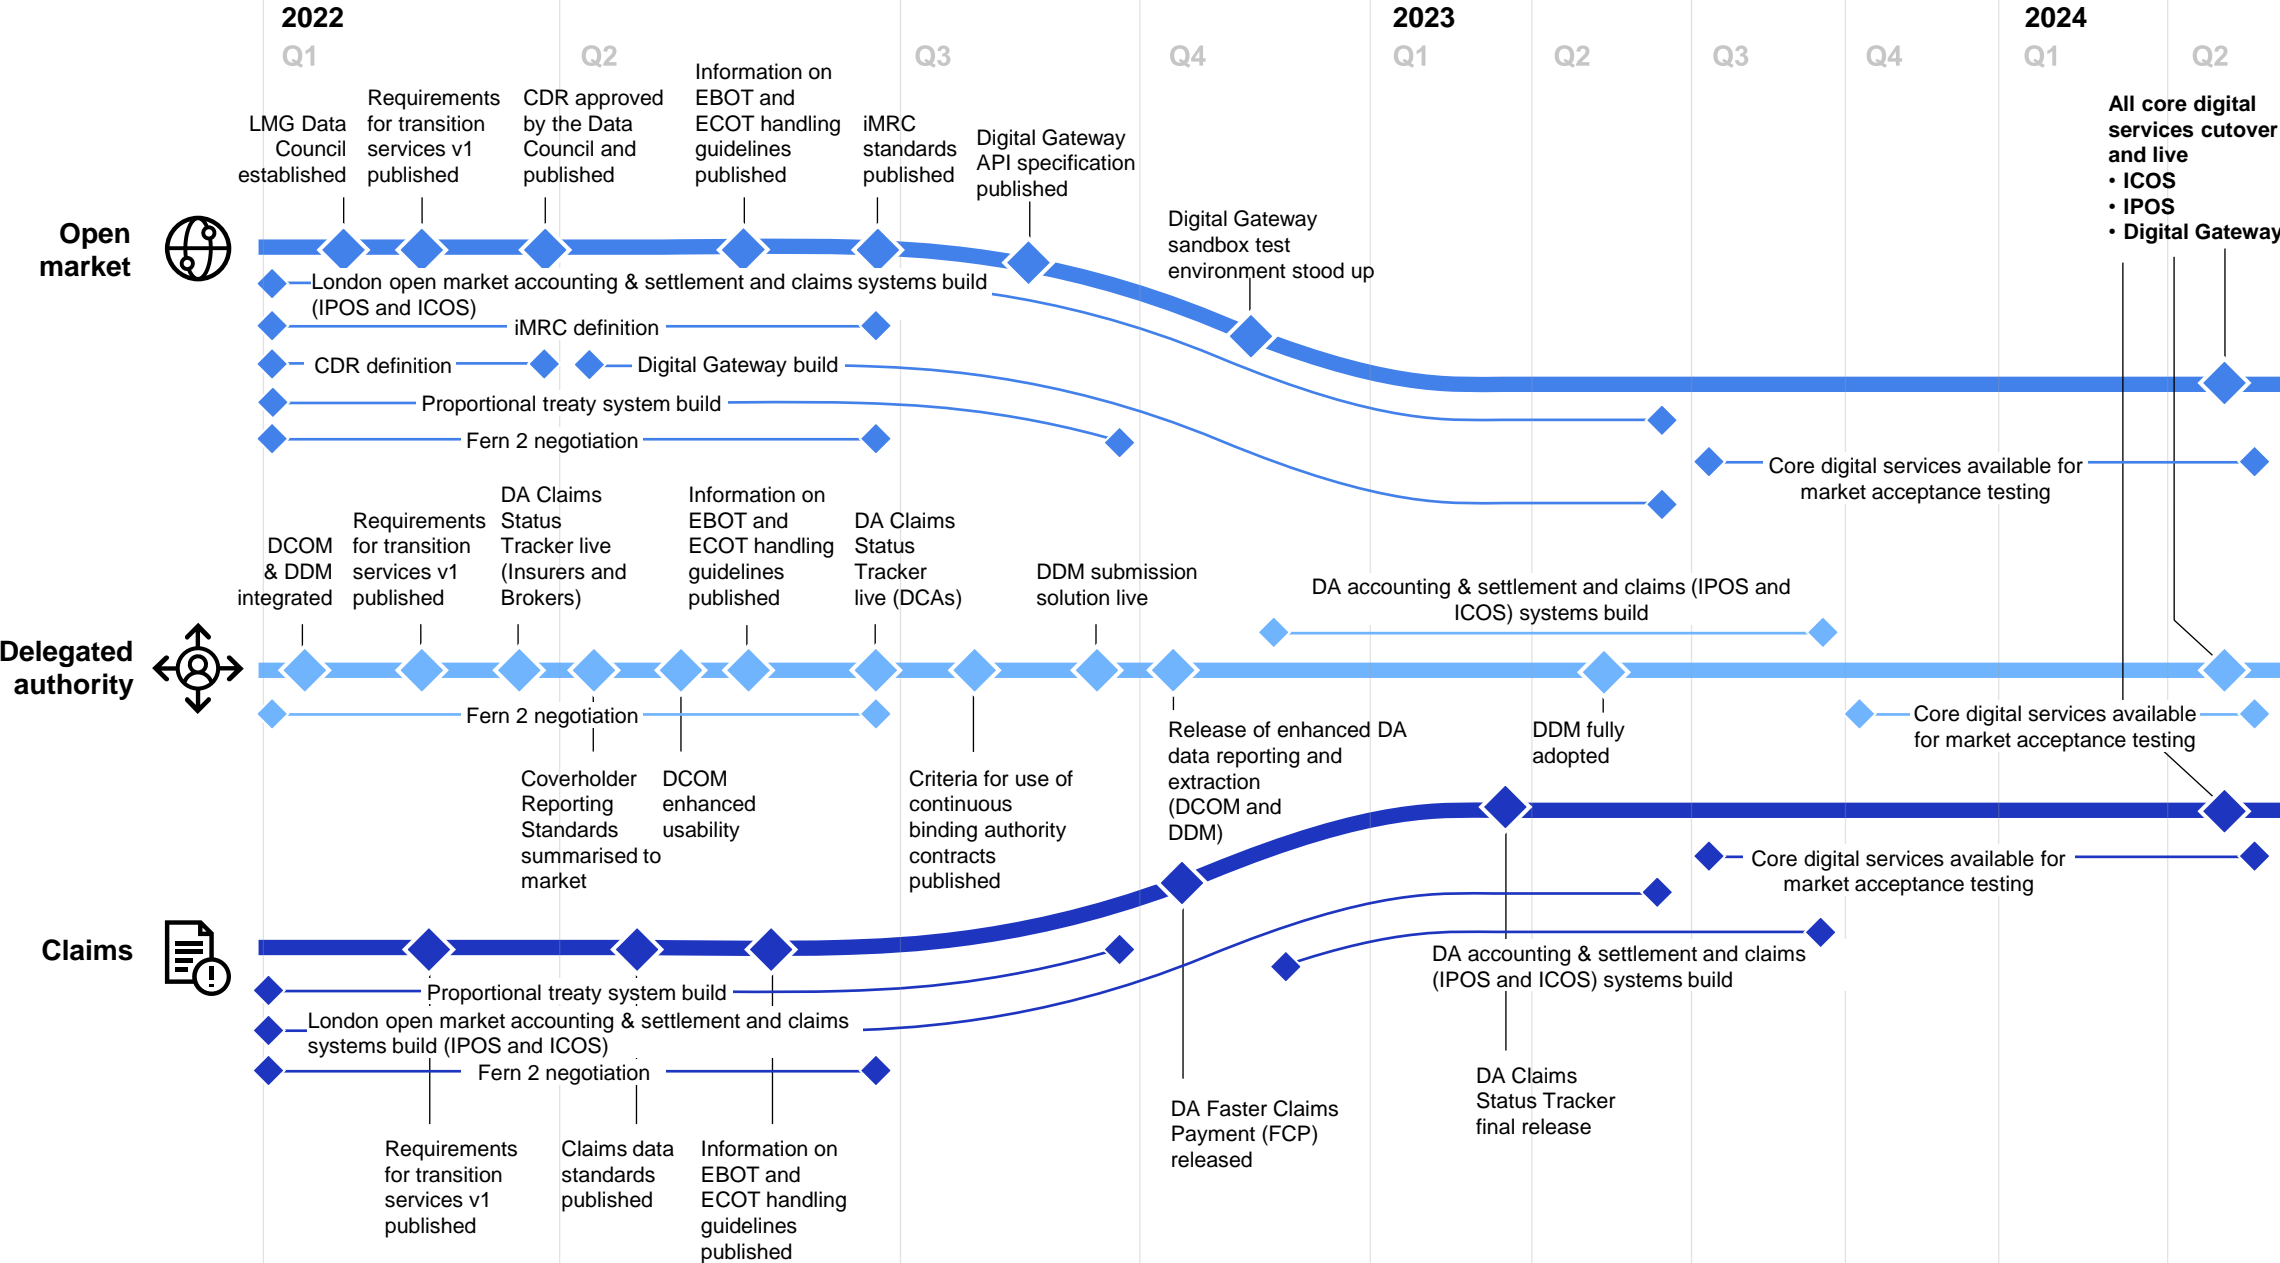 2022
2023
2024
Q1
Q2
Q3
Q4
Q1
Q2
Q3
Q4
Q1
Q2
LMG Data
Council
established
Requirements
for transition
services v1
published
CDR approved
by the Data
Council and
published
Information on
EBOT and
ECOT handling
guidelines
published
iMRC
standards
published
Digital Gateway
API specification
published
Digital Gateway
sandbox test
environment stood up
All core digital
services cutover
and live
• ICOS
• IPOS
• Digital Gateway
Open
market
London open market accounting & settlement and claims systems build
(IPOS and ICOS)
iMRC definition
CDR definition
Digital Gateway build
Proportional treaty system build
Fern 2 negotiation
Core digital services available for
market acceptance testing
DCOM
& DDM
integrated
Requirements
for transition
services v1
published
DA Claims
Status
Tracker live
(Insurers and
Brokers)
Information on
EBOT and
ECOT handling
guidelines
published
DA Claims
Status
Tracker
live (DCAs)
DDM submission
solution live
DA accounting & settlement and claims (IPOS and
ICOS) systems build
Delegated
authority
Fern 2 negotiation
Coverholder
Reporting
Standards
summarised to
market
DCOM
enhanced
usability
Criteria for use of
continuous
binding authority
contracts
published
Release of enhanced DA
data reporting and
extraction
(DCOM and
DDM)
DDM fully
adopted
Core digital services available
for market acceptance testing
Claims
Core digital services available for
market acceptance testing
DA accounting & settlement and claims
(IPOS and ICOS) systems build
Proportional treaty system build
London open market accounting & settlement and claims
systems build (IPOS and ICOS)
Fern 2 negotiation
Requirements
for transition
services v1
published
Claims data
standards
published
Information on
EBOT and
ECOT handling
guidelines
published
DA Faster Claims
Payment (FCP)
released
DA Claims
Status Tracker
final release